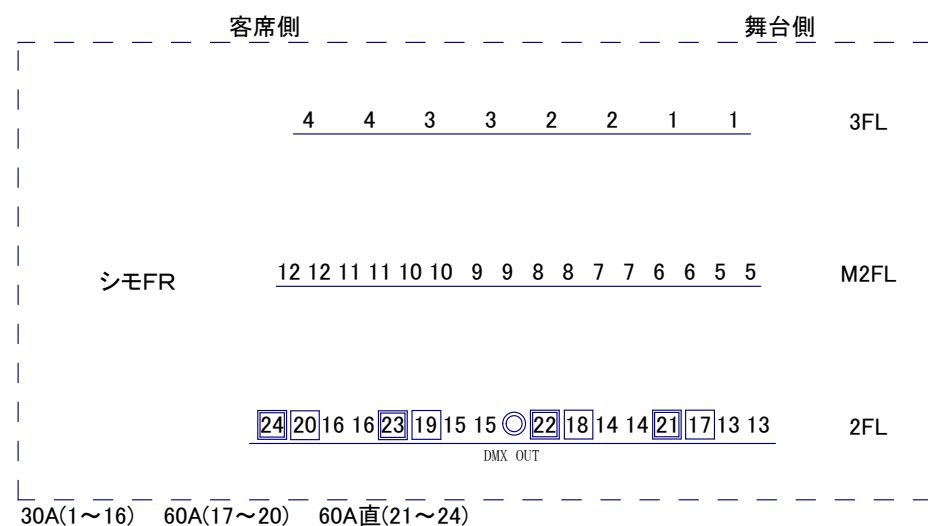 客席側 舞台側
4 4 3 3 2 2 1 1 3FL
シモFR 12 12 11 11 10 10 9 9 8 8 7 7 6 6 5 5 M2FL
24 20 16 16 23 19 15 15 22 18 14 14 21 17 13 13 2FL
DMX OUT
30A(1～16) 60A(17～20) 60A直(21～24)